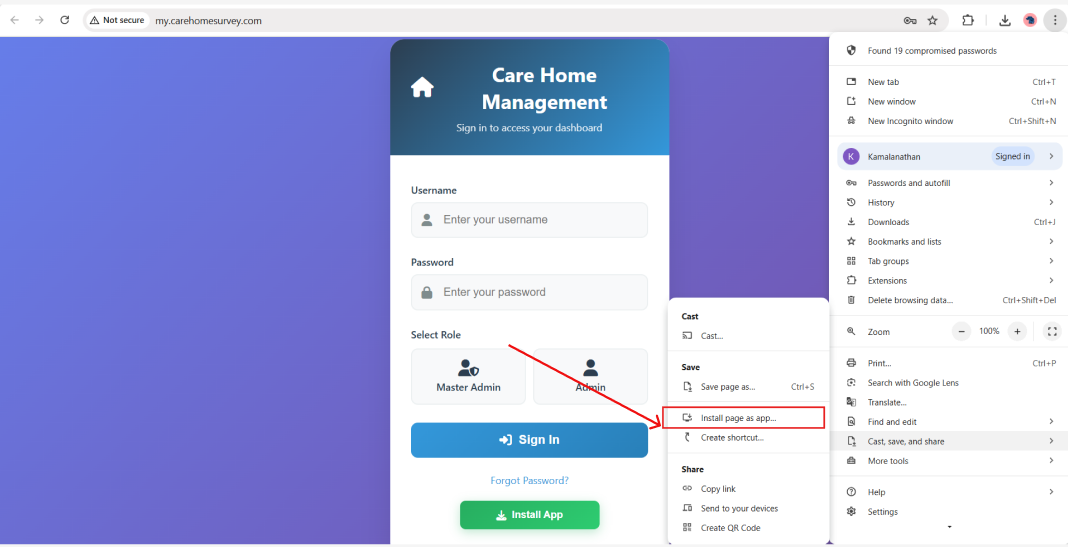 Not secure
my.carehomesurvey.com
Care Home
Management
Sign in to access your dashboard
Username
Enter your username
Password
Enter your password
Select Role
Master Admin
Admin
Sign In
Forgot Password?
Install App
Cast
Cast...
Save
Save page as... Ctrl+S
Install page as app...
Create shortcut...
Share
Copy link
Send to your devices
Create QR Code
Found 19 compromised passwords
New tab Ctrl+T
New window Ctrl+N
New Incognito window Ctrl+Shift+N
K Kamalanathan Signed in
Passwords and autofill
History
Downloads Ctrl+J
Bookmarks and lists
Tab groups
Extensions
Delete browsing data... Ctrl+Shift+Del
Zoom − 100% +
Print... Ctrl+P
Search with Google Lens
Translate...
Find and edit
Cast, save, and share
More tools
Help
Settings